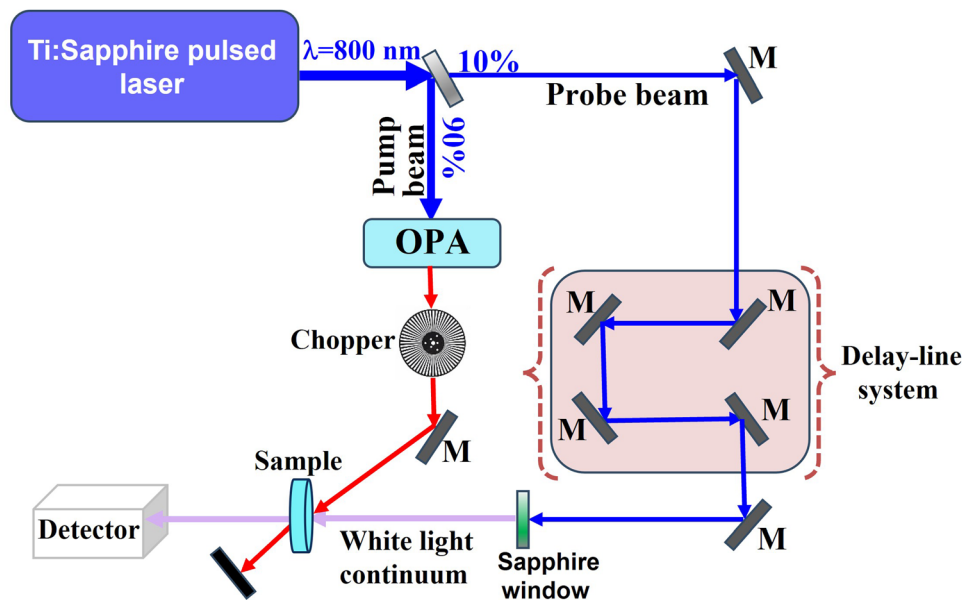 Ti:Sapphire pulsed
laser
λ=800 nm
10%
Probe beam
M
Pump
beam
90%
OPA
Chopper
M
M
M
M
M
Delay-line
system
M
Sample
Detector
White light
continuum
Sapphire
window
M